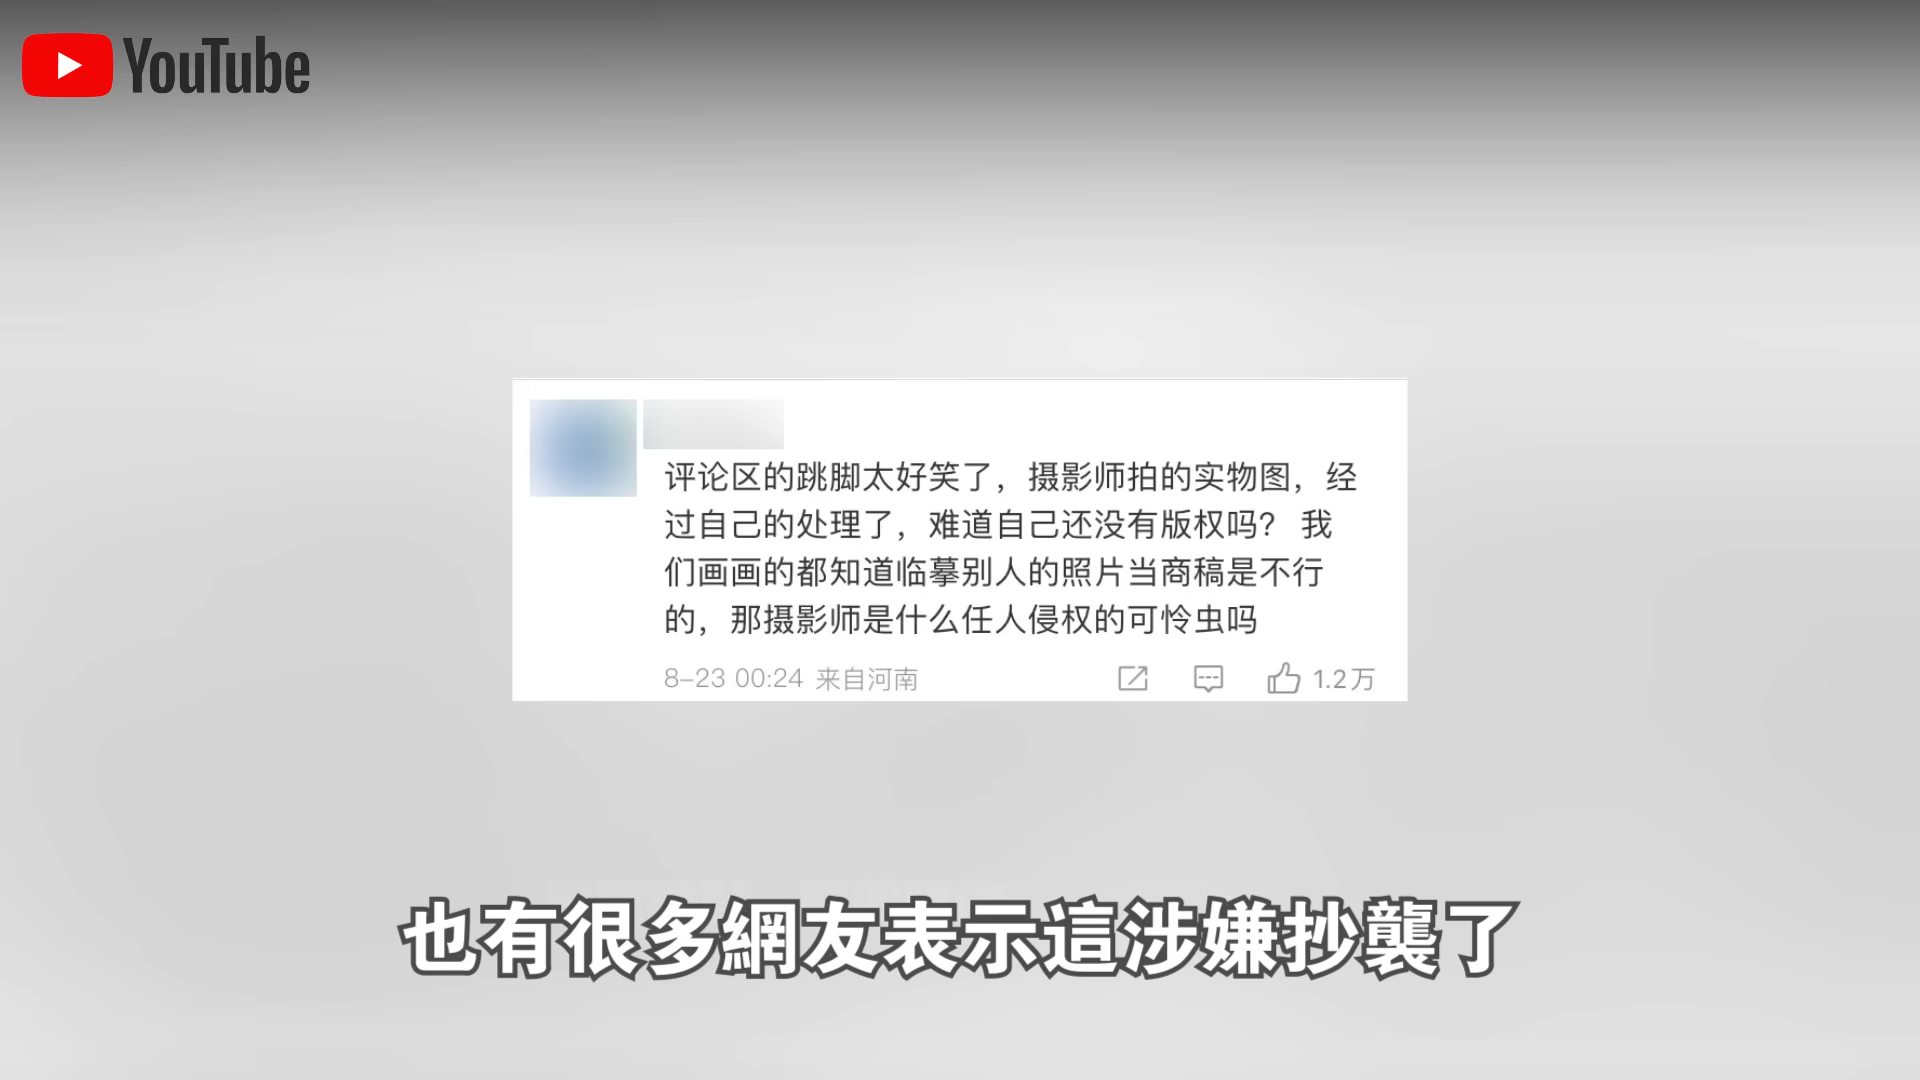 YouTube
评论区的跳脚太好笑了，摄影师拍的实物图，经
过自己的处理了，难道自己还没有版权吗？ 我
们画画的都知道临摹别人的照片当商稿是不行
的，那摄影师是什么任人侵权的可怜虫吗
8-23 00:24 来自河南
1.2万
也有很多網友表示這涉嫌抄襲了